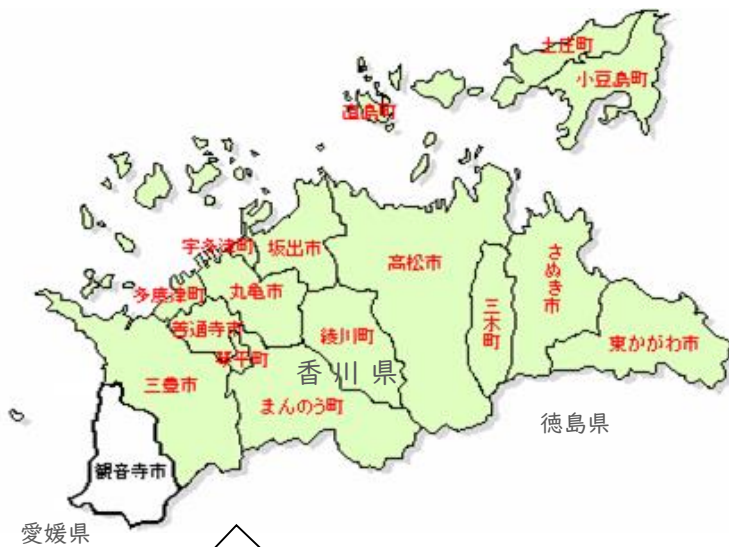 土庄町
小豆島町
直島町
宇多津町
坂出市
高松市
さぬき市
多度津町
丸亀市
三木町
善通寺市
綾川町
東かがわ市
琴平町
香川県
三豊市
まんのう町
徳島県
観音寺市
愛媛県